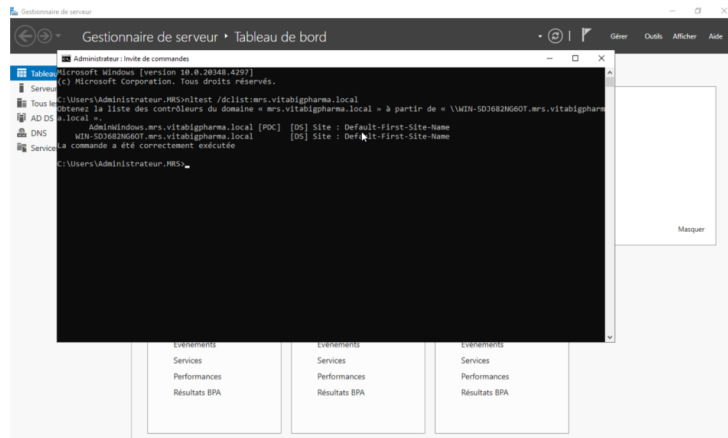 Gestionnaire de serveur
Gestionnaire de serveur ‣ Tableau de bord
Gérer Outils Afficher Aide
Administrateur : Invite de commandes
Tableau
Serveur
Tous les
AD DS
DNS
Service
Microsoft Windows [version 10.0.20348.4297]
(c) Microsoft Corporation. Tous droits réservés.
C:\Users\Administrateur.MRS>nltest /dclist:mrs.vitabigpharma.local
Obtenez la liste des contrôleurs du domaine « mrs.vitabigpharma.local » à partir de « \\WIN-SDJ682NG6OT.mrs.vitabigpharm
a.local ».
AdminWindows.mrs.vitabigpharma.local [PDC] [DS] Site : Default-First-Site-Name
WIN-SDJ682NG6OT.mrs.vitabigpharma.local [DS] Site : Default-First-Site-Name
La commande a été correctement exécutée
C:\Users\Administrateur.MRS>
Masquer
Événements Événements Événements
Services Services Services
Performances Performances Performances
Résultats BPA Résultats BPA Résultats BPA